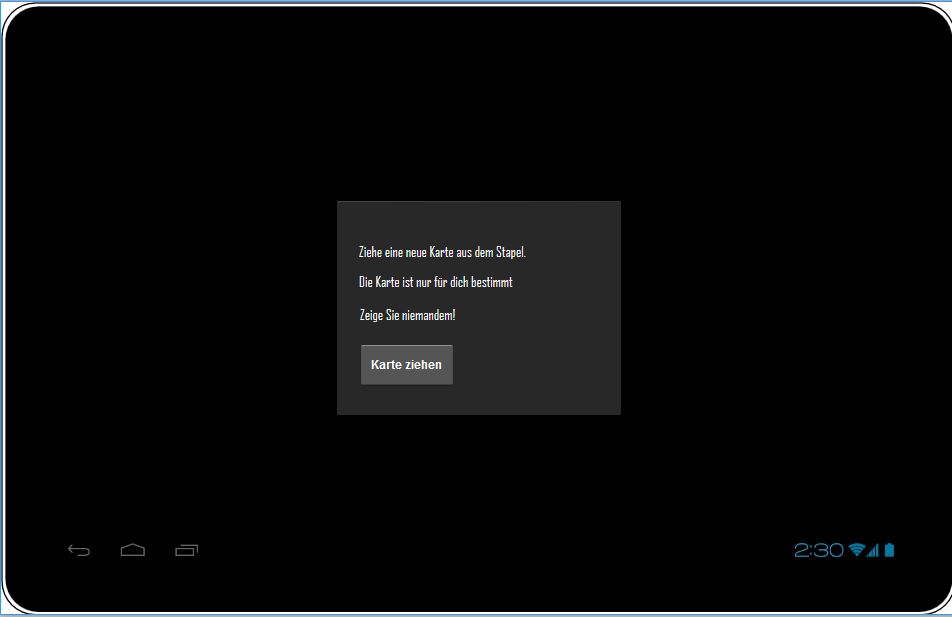 Ziehe eine neue Karte aus dem Stapel.
Die Karte ist nur für dich bestimmt
Zeige Sie niemandem!
Karte ziehen
2:30